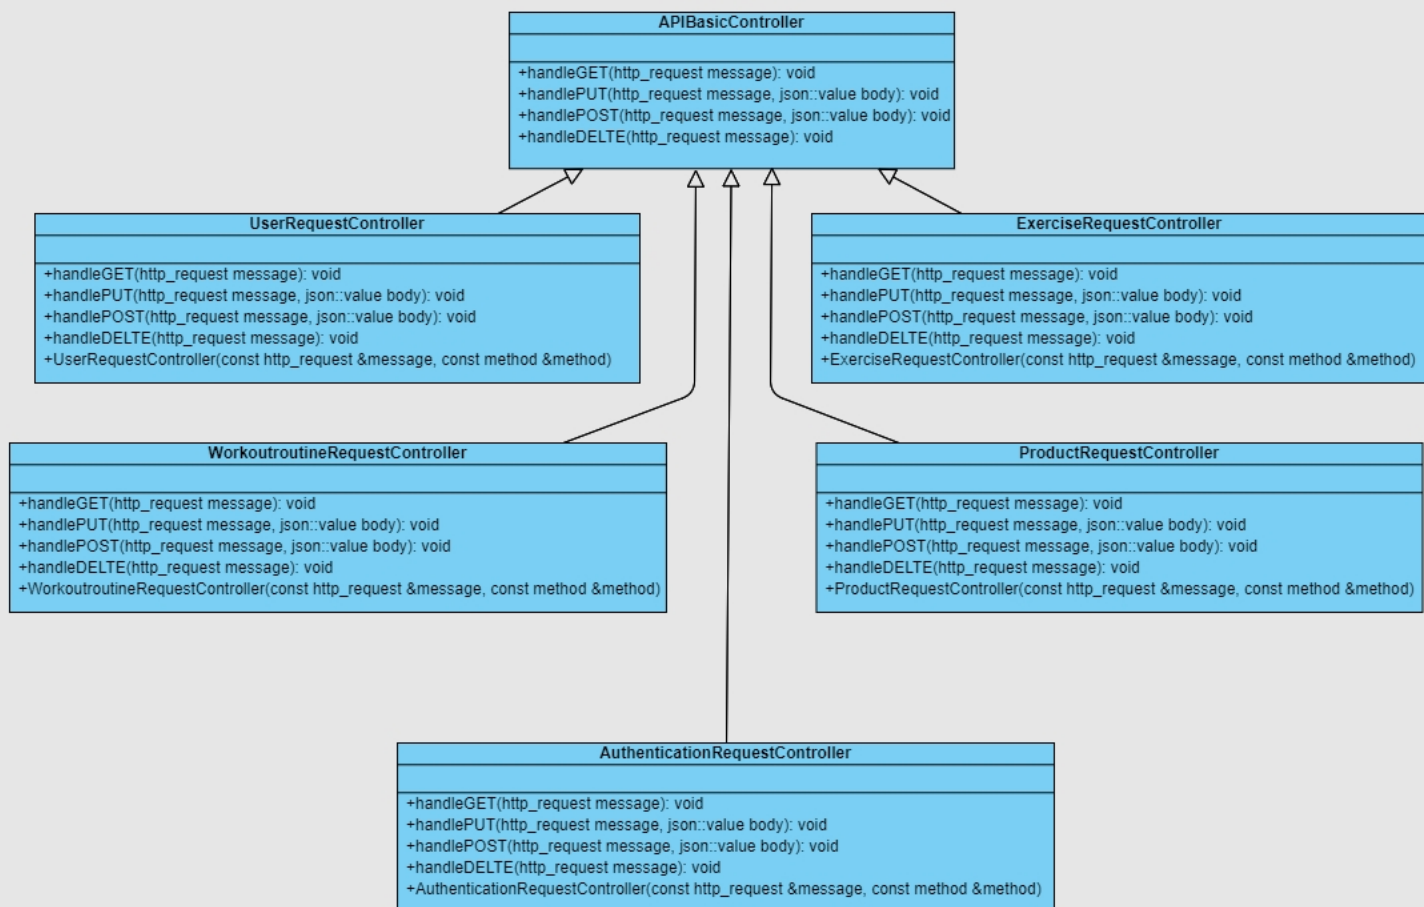 APIBasicController
+handleGET(http_request message): void
+handlePUT(http_request message, json::value body): void
+handlePOST(http_request message, json::value body): void
+handleDELTE(http_request message): void
UserRequestController
+handleGET(http_request message): void
+handlePUT(http_request message, json::value body): void
+handlePOST(http_request message, json::value body): void
+handleDELTE(http_request message): void
+UserRequestController(const http_request &message, const method &method)
ExerciseRequestController
+handleGET(http_request message): void
+handlePUT(http_request message, json::value body): void
+handlePOST(http_request message, json::value body): void
+handleDELTE(http_request message): void
+ExerciseRequestController(const http_request &message, const method &method)
WorkoutroutineRequestController
+handleGET(http_request message): void
+handlePUT(http_request message, json::value body): void
+handlePOST(http_request message, json::value body): void
+handleDELTE(http_request message): void
+WorkoutroutineRequestController(const http_request &message, const method &method)
ProductRequestController
+handleGET(http_request message): void
+handlePUT(http_request message, json::value body): void
+handlePOST(http_request message, json::value body): void
+handleDELTE(http_request message): void
+ProductRequestController(const http_request &message, const method &method)
AuthenticationRequestController
+handleGET(http_request message): void
+handlePUT(http_request message, json::value body): void
+handlePOST(http_request message, json::value body): void
+handleDELTE(http_request message): void
+AuthenticationRequestController(const http_request &message, const method &method)